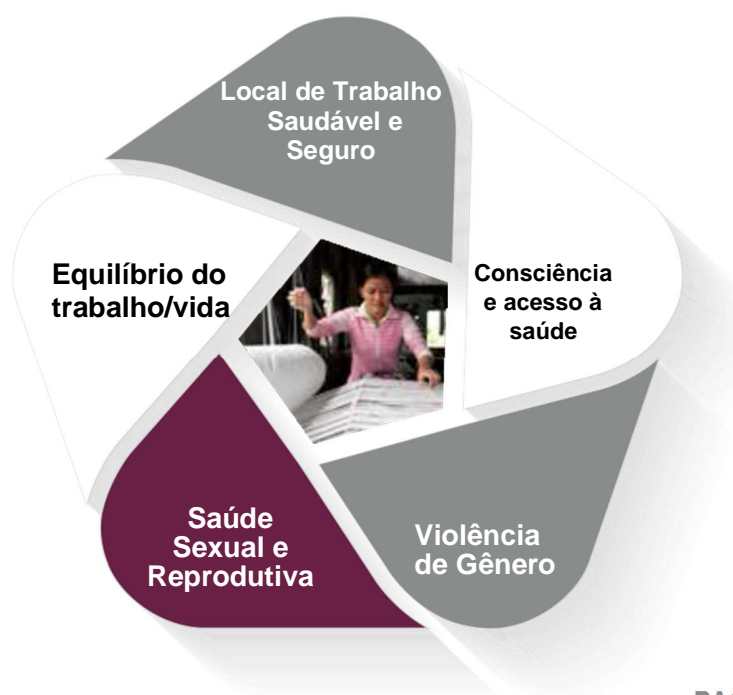 Local de Trabalho
Saudável e
Seguro
Equilíbrio do
trabalho/vida
Consciência
e acesso à
saúde
Saúde
Sexual e
Reprodutiva
Violência
de Gênero